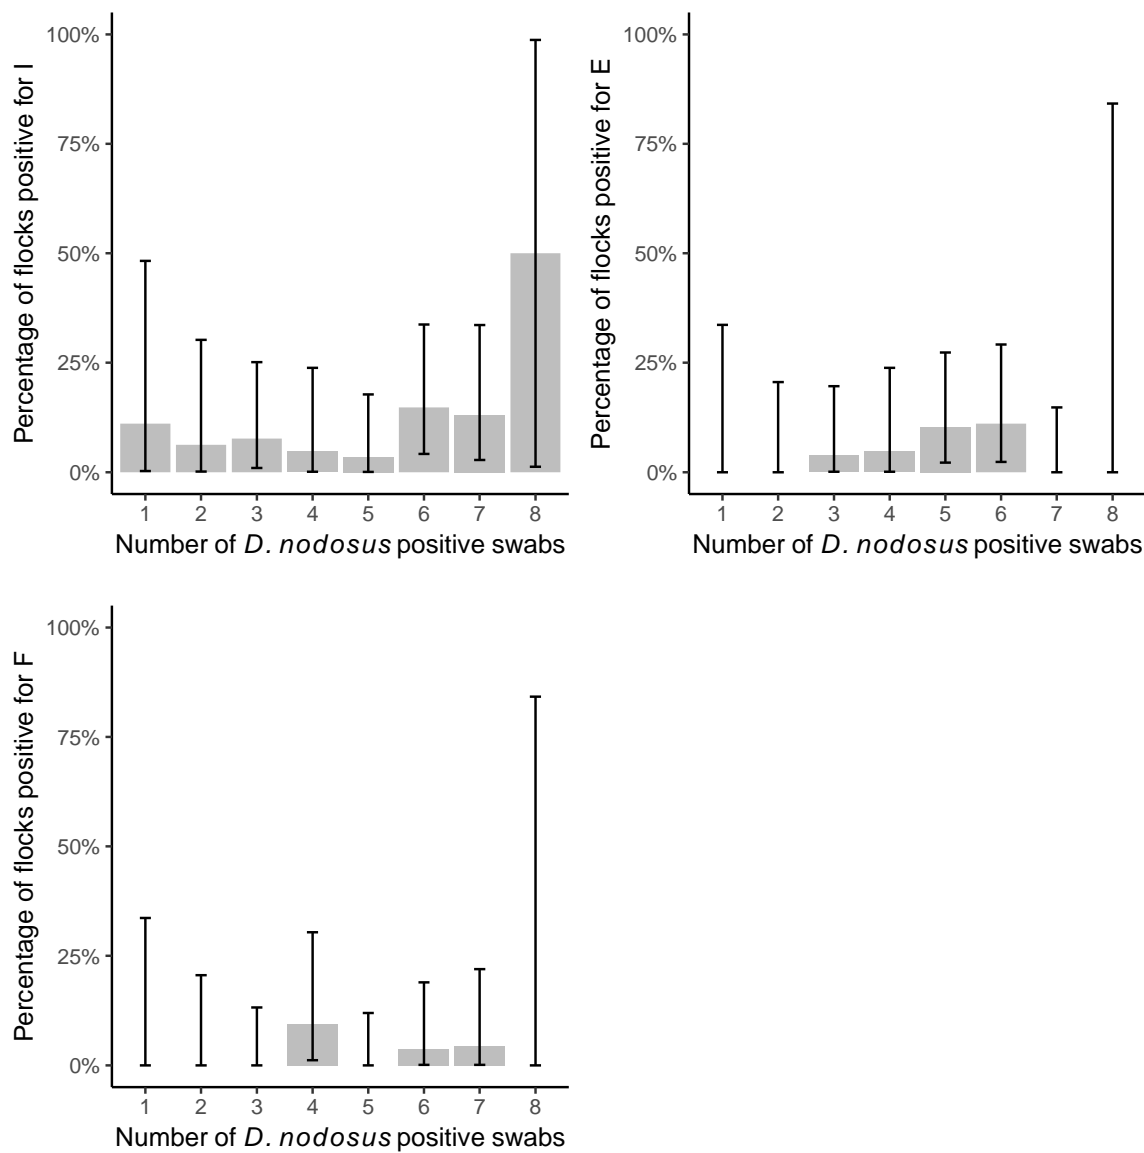 Percentage of flocks positive for I
100%
75%
50%
25%
0%
1 2 3 4 5 6 7 8
Number of D. nodosus positive swabs
Percentage of flocks positive for E
100%
75%
50%
25%
0%
1 2 3 4 5 6 7 8
Number of D. nodosus positive swabs
Percentage of flocks positive for F
100%
75%
50%
25%
0%
1 2 3 4 5 6 7 8
Number of D. nodosus positive swabs